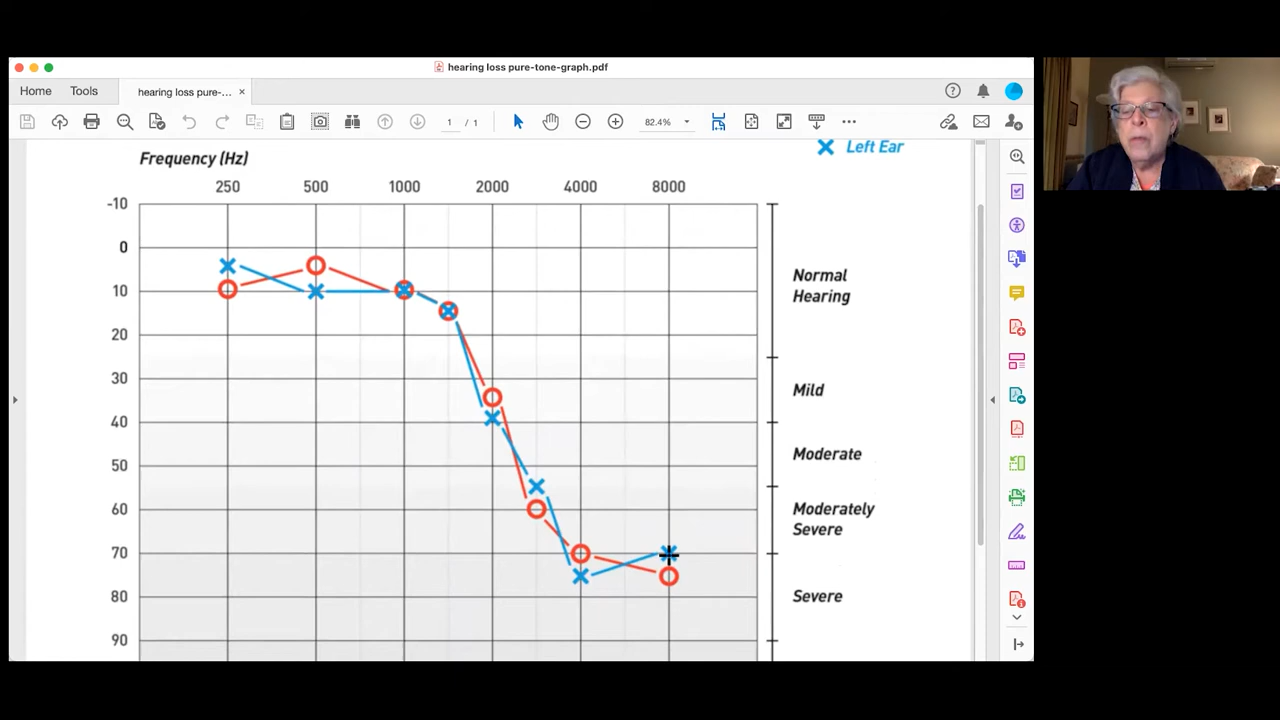 hearing loss pure-tone-graph.pdf
Home Tools hearing loss pure-...
1 / 1 82.4%
Frequency (Hz)
Left Ear
250 500 1000 2000 4000 8000
-10
0
10
20
30
40
50
60
70
80
90
Normal
Hearing
Mild
Moderate
Moderately
Severe
Severe